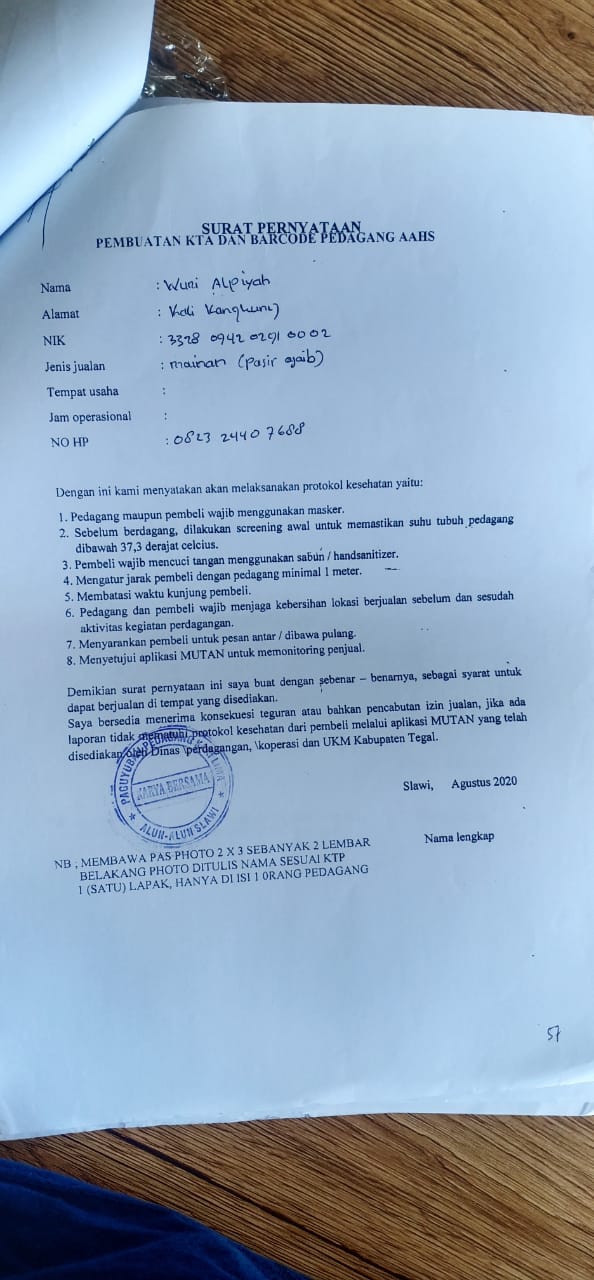 SURAT PERNYATAAN
PEMBUATAN KTA DAN BARCODE PEDAGANG AAHS
Nama : Wuri Alpiyah
Alamat : Kali Kangkung
NIK : 3328 0942 0291 0002
Jenis jualan : mainan (pasir ajaib)
Tempat usaha :
Jam operasional :
NO HP : 0823 2440 7688
Dengan ini kami menyatakan akan melaksanakan protokol kesehatan yaitu:
1. Pedagang maupun pembeli wajib menggunakan masker.
2. Sebelum berdagang, dilakukan screening awal untuk memastikan suhu tubuh pedagang
dibawah 37,3 derajat celcius.
3. Pembeli wajib mencuci tangan menggunakan sabun / handsanitizer.
4. Mengatur jarak pembeli dengan pedagang minimal 1 meter.
5. Membatasi waktu kunjung pembeli.
6. Pedagang dan pembeli wajib menjaga kebersihan lokasi berjualan sebelum dan sesudah
aktivitas kegiatan perdagangan.
7. Menyarankan pembeli untuk pesan antar / dibawa pulang.
8. Menyetujui aplikasi MUTAN untuk memonitoring penjual.
Demikian surat pernyataan ini saya buat dengan sebenar – benarnya, sebagai syarat untuk
dapat berjualan di tempat yang disediakan.
Saya bersedia menerima konsekuesi teguran atau bahkan pencabutan izin jualan, jika ada
laporan tidak mematuhi protokol kesehatan dari pembeli melalui aplikasi MUTAN yang telah
disediakan oleh Dinas \perdagangan, \koperasi dan UKM Kabupaten Tegal.
PAGUYUBAN PEDAGANG
KARYA BERSAMA
ALUN-ALUN SLAWI
Slawi, Agustus 2020
Nama lengkap
NB ; MEMBAWA PAS PHOTO 2 X 3 SEBANYAK 2 LEMBAR
BELAKANG PHOTO DITULIS NAMA SESUAI KTP
1 (SATU) LAPAK, HANYA DI ISI 1 0RANG PEDAGANG
57